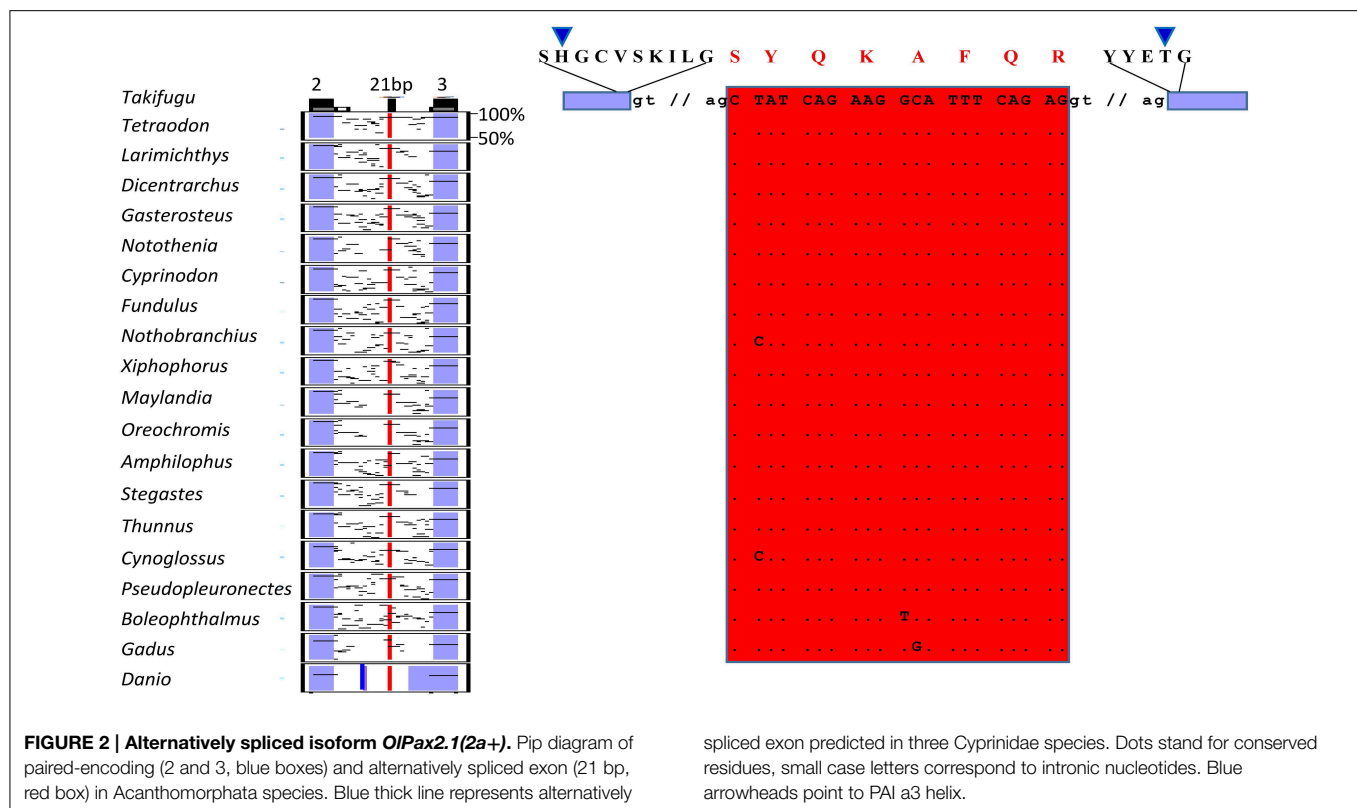 S H G C V S K I L G S Y Q K A F Q R Y Y E T G
2 21bp 3
Takifugu gt // agC TAT CAG AAG GCA TTT CAG AGgt // ag
100%
Tetraodon . ... ... ... ... ... ... ..
50%
Larimichthys . ... ... ... ... ... ... ..
Dicentrarchus . ... ... ... ... ... ... ..
Gasterosteus . ... ... ... ... ... ... ..
Notothenia . ... ... ... ... ... ... ..
Cyprinodon . ... ... ... ... ... ... ..
Fundulus . ... ... ... ... ... ... ..
Nothobranchius . C.. ... ... ... ... ... ..
Xiphophorus . ... ... ... ... ... ... ..
Maylandia . ... ... ... ... ... ... ..
Oreochromis . ... ... ... ... ... ... ..
Amphilophus . ... ... ... ... ... ... ..
Stegastes . ... ... ... ... ... ... ..
Thunnus . ... ... ... ... ... ... ..
Cynoglossus . C.. ... ... ... ... ... ..
Pseudopleuronectes . ... ... ... ... ... ... ..
Boleophthalmus . ... ... ... T.. ... ... ..
Gadus . ... ... ... .G. ... ... ..
Danio
FIGURE 2 | Alternatively spliced isoform OlPax2.1(2a+). Pip diagram of
paired-encoding (2 and 3, blue boxes) and alternatively spliced exon (21 bp,
red box) in Acanthomorphata species. Blue thick line represents alternatively
spliced exon predicted in three Cyprinidae species. Dots stand for conserved
residues, small case letters correspond to intronic nucleotides. Blue
arrowheads point to PAI a3 helix.